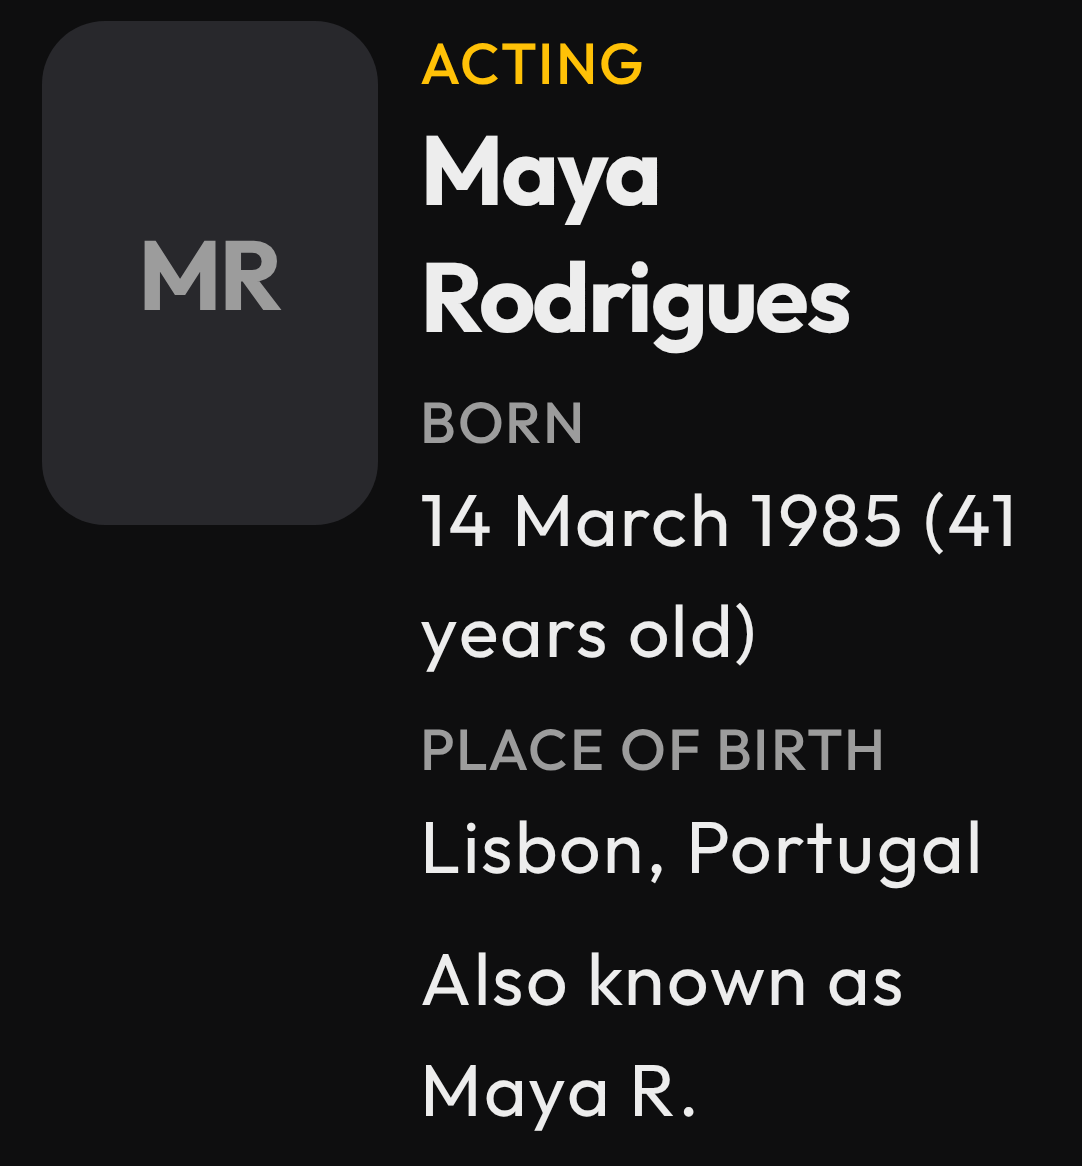 MR
ACTING
Maya
Rodrigues
BORN
14 March 1985 (41
years old)
PLACE OF BIRTH
Lisbon, Portugal
Also known as
Maya R.